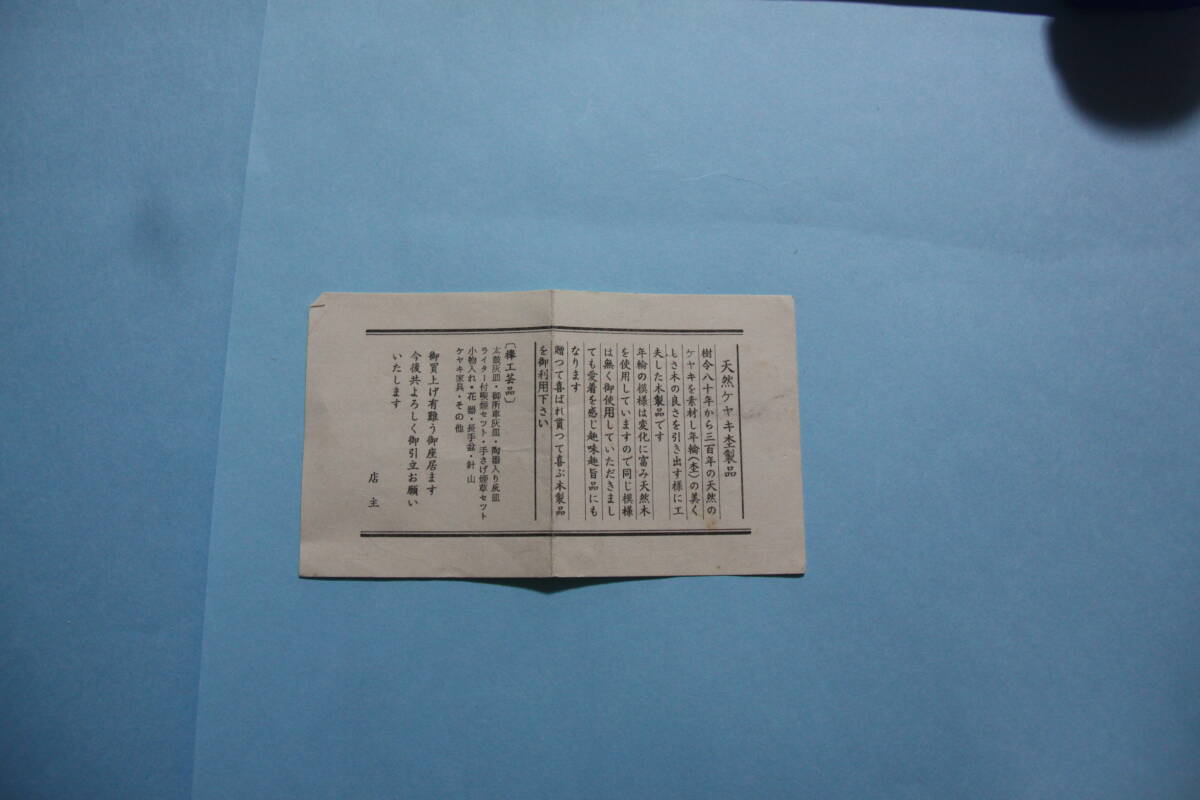 天然ケヤキ杢製品
樹令八十年から三百年の天然の
ケヤキを素材し年輪(杢)の美く
しさ木の良さを引き出す様に工
夫した木製品です
年輪の模様は変化に富み天然木
を使用していますので同じ模様
は無く御使用していただきまし
ても愛着を感じ趣味趣旨品にも
なります
贈つて喜ばれ貰つて喜ぶ木製品
を御利用下さい
〔欅工芸品〕
太鼓灰皿・御所車灰皿・陶器入り灰皿
ライター付喫煙セツト・手さげ煙草セツト
小物入れ・花器・長手盆・針山
ケヤキ家具・その他
御買上げ有難う御座居ます
今後共よろしく御引立お願い
いたします
店主